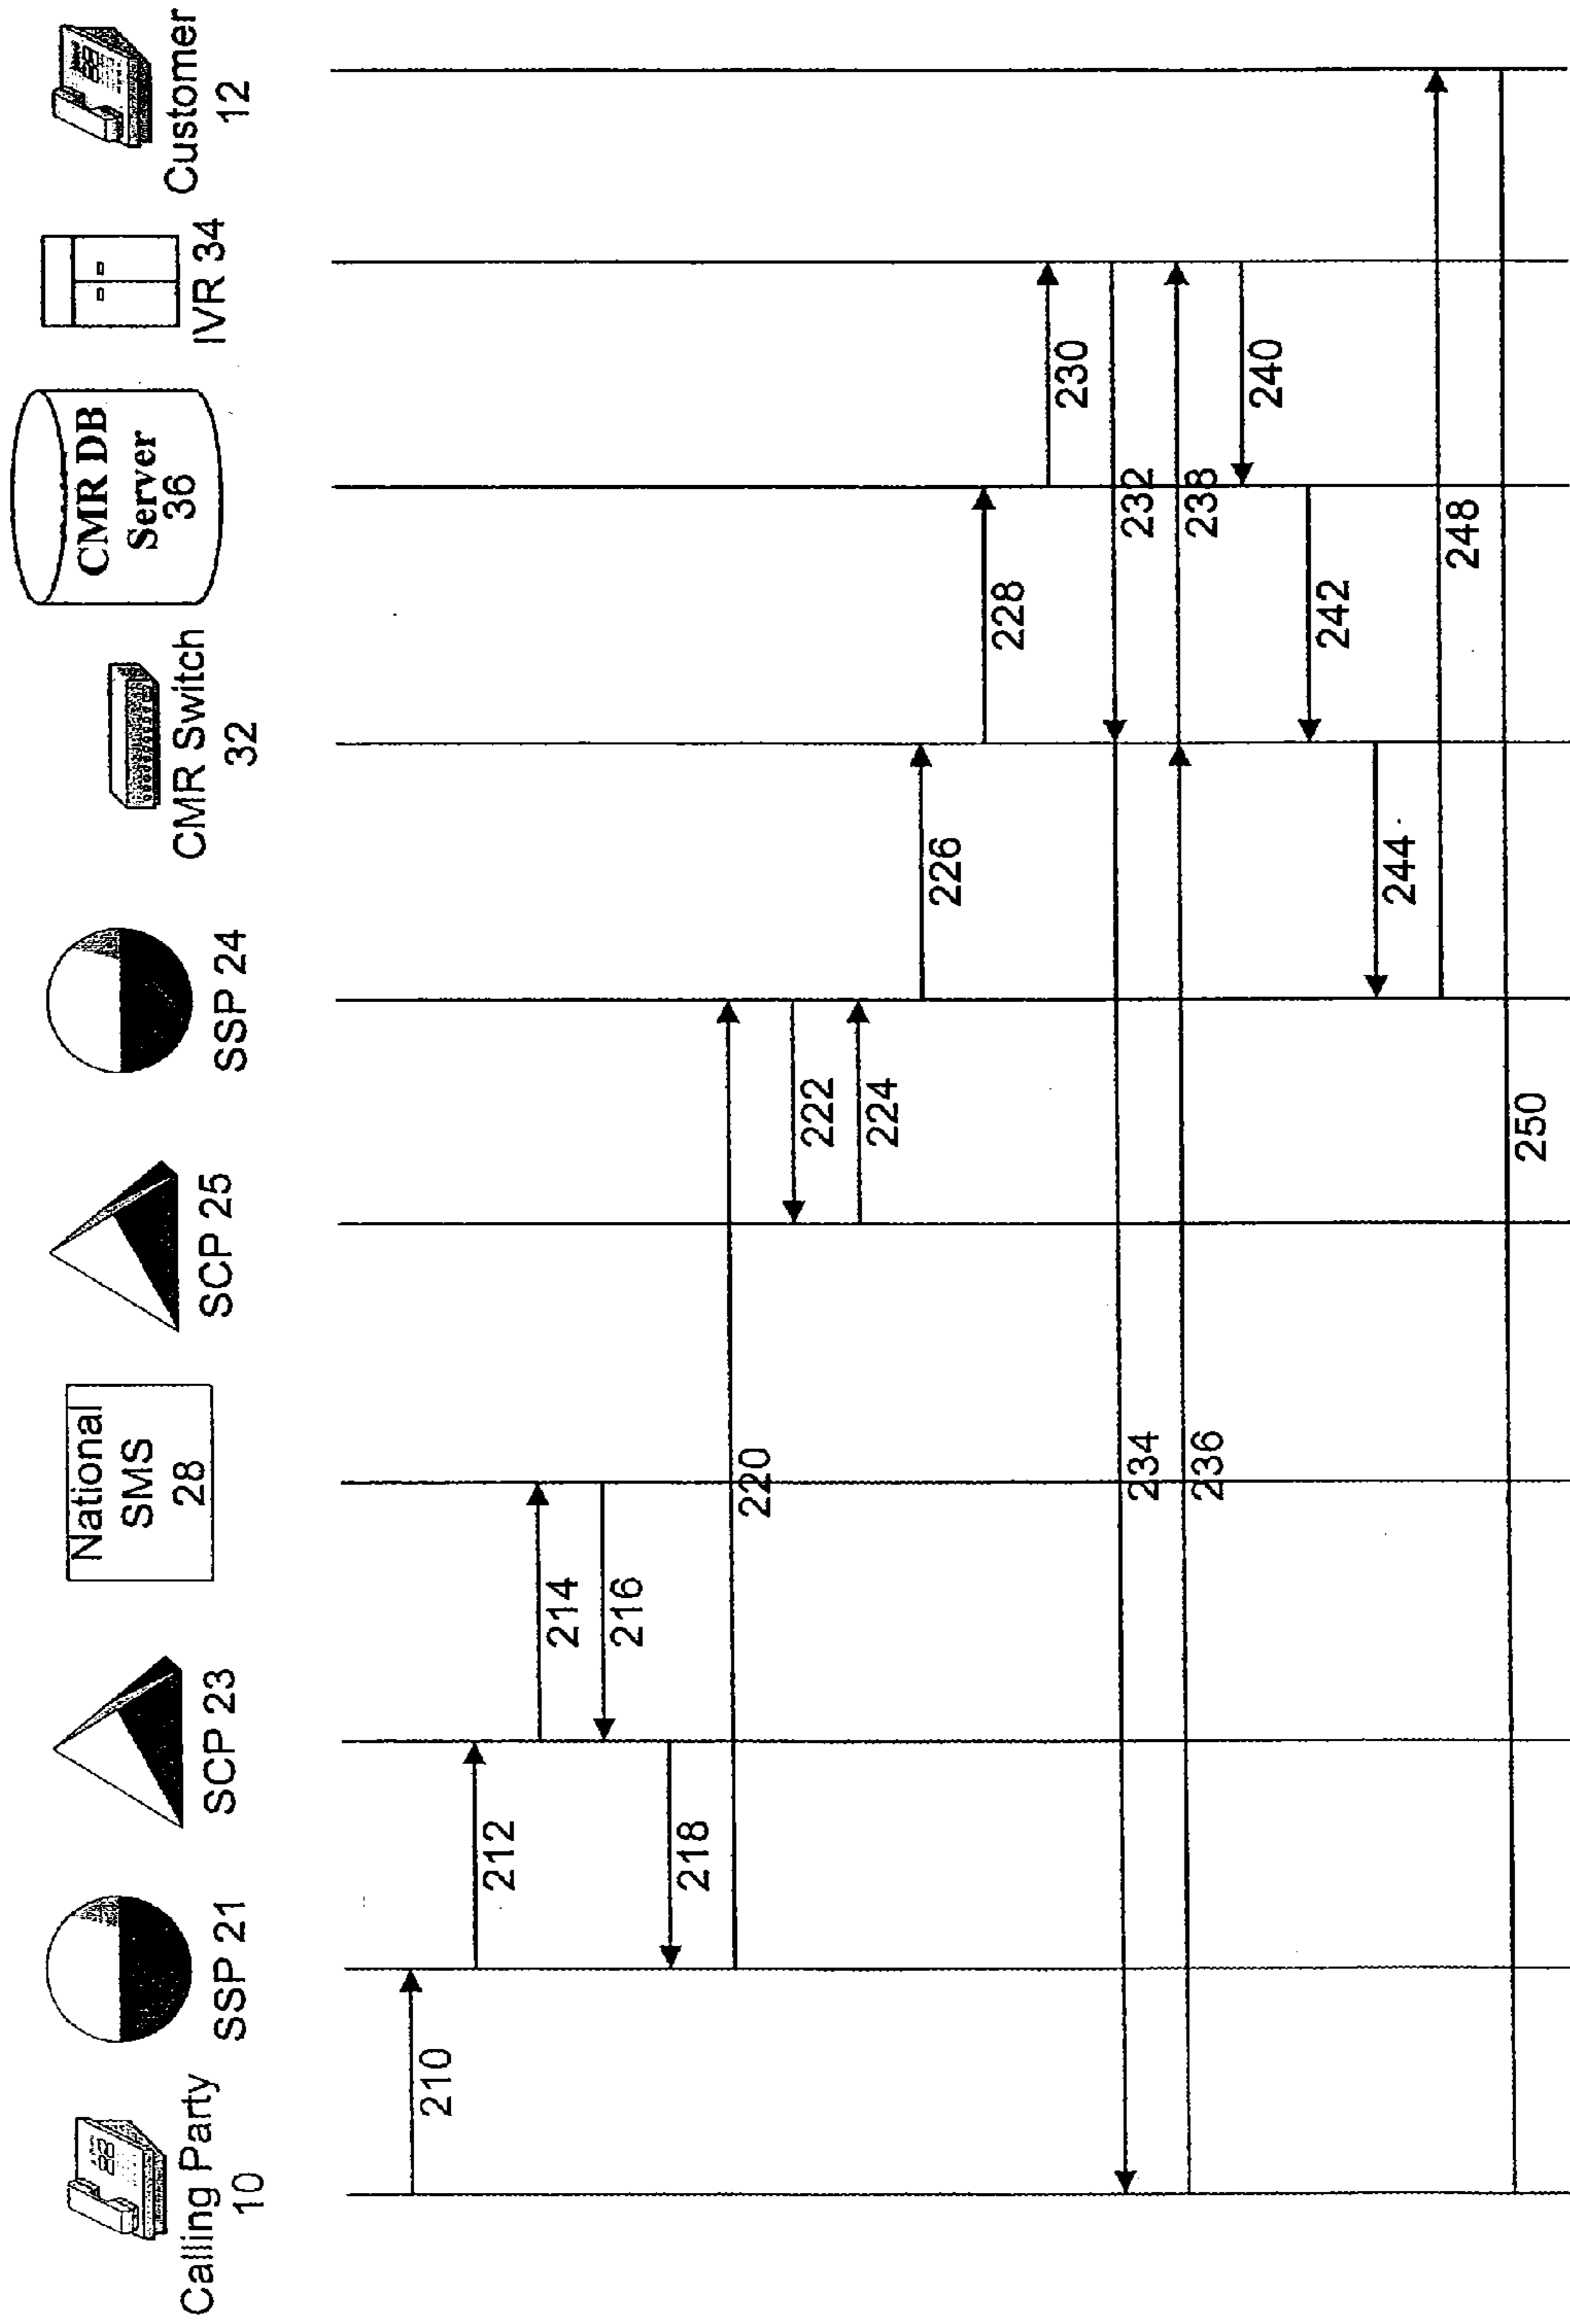 Calling Party
10
SSP 21
SCP 23
National
SMS
28
SCP 25
SSP 24
CMR Switch
32
CMR DB
Server
36
IVR 34
Customer
12
210
212
214
216
218
220
222
224
226
228
230
232
234
236
238
240
242
244
248
250